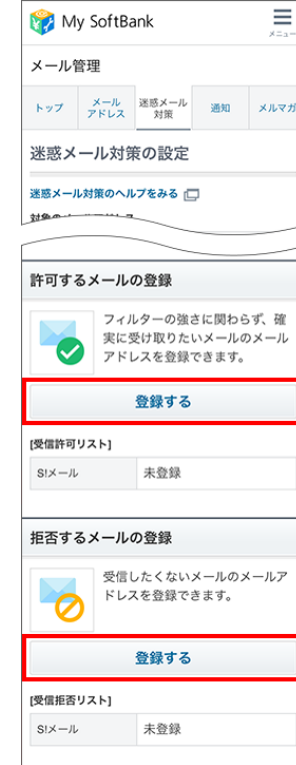 My SoftBank
メニュー
メール管理
トップ
メール
アドレス
迷惑メール
対策
通知
メルマガ
迷惑メール対策の設定
迷惑メール対策のヘルプをみる
許可するメールの登録
フィルターの強さに関わらず、確
実に受け取りたいメールのメール
アドレスを登録できます。
登録する
[受信許可リスト]
S!メール
未登録
拒否するメールの登録
受信したくないメールのメールア
ドレスを登録できます。
登録する
[受信拒否リスト]
S!メール
未登録